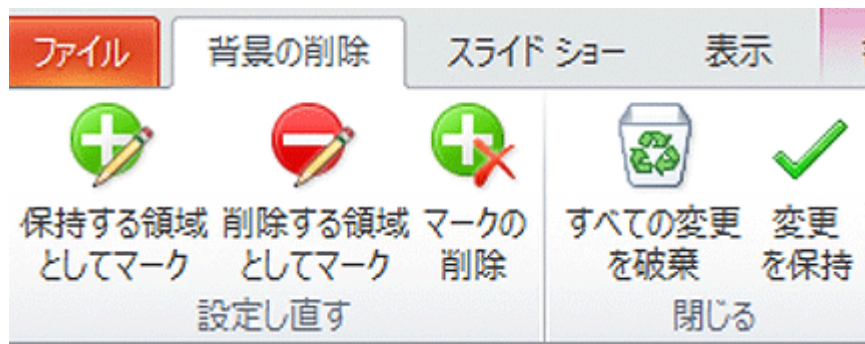 ファイル 背景の削除 スライド ショー 表示
保持する領域 削除する領域 マークの すべての変更 変更
としてマーク としてマーク 削除 を破棄 を保持
設定し直す 閉じる